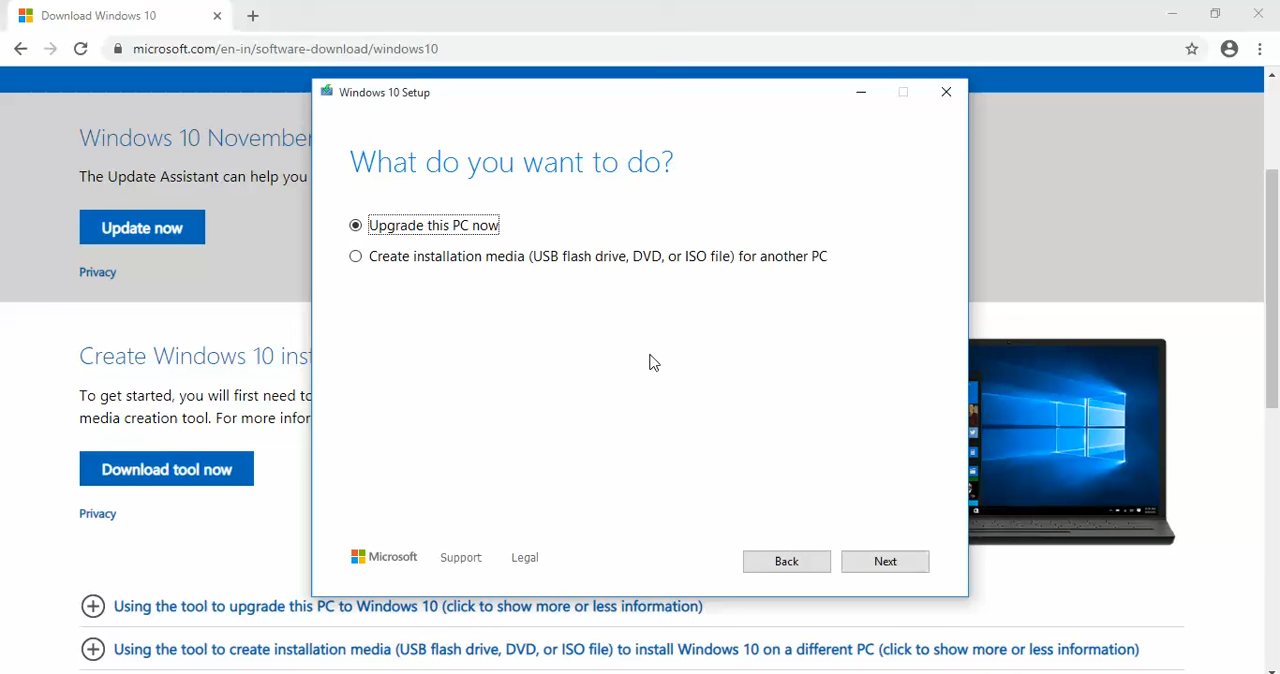 Download Windows 10
microsoft.com/en-in/software-download/windows10
Windows 10 November
The Update Assistant can help you
Update now
Privacy
Windows 10 Setup
What do you want to do?
Upgrade this PC now
Create installation media (USB flash drive, DVD, or ISO file) for another PC
Microsoft
Support
Legal
Back
Next
Create Windows 10 inst
To get started, you will first need to
media creation tool. For more infor
Download tool now
Privacy
Using the tool to upgrade this PC to Windows 10 (click to show more or less information)
Using the tool to create installation media (USB flash drive, DVD, or ISO file) to install Windows 10 on a different PC (click to show more or less information)